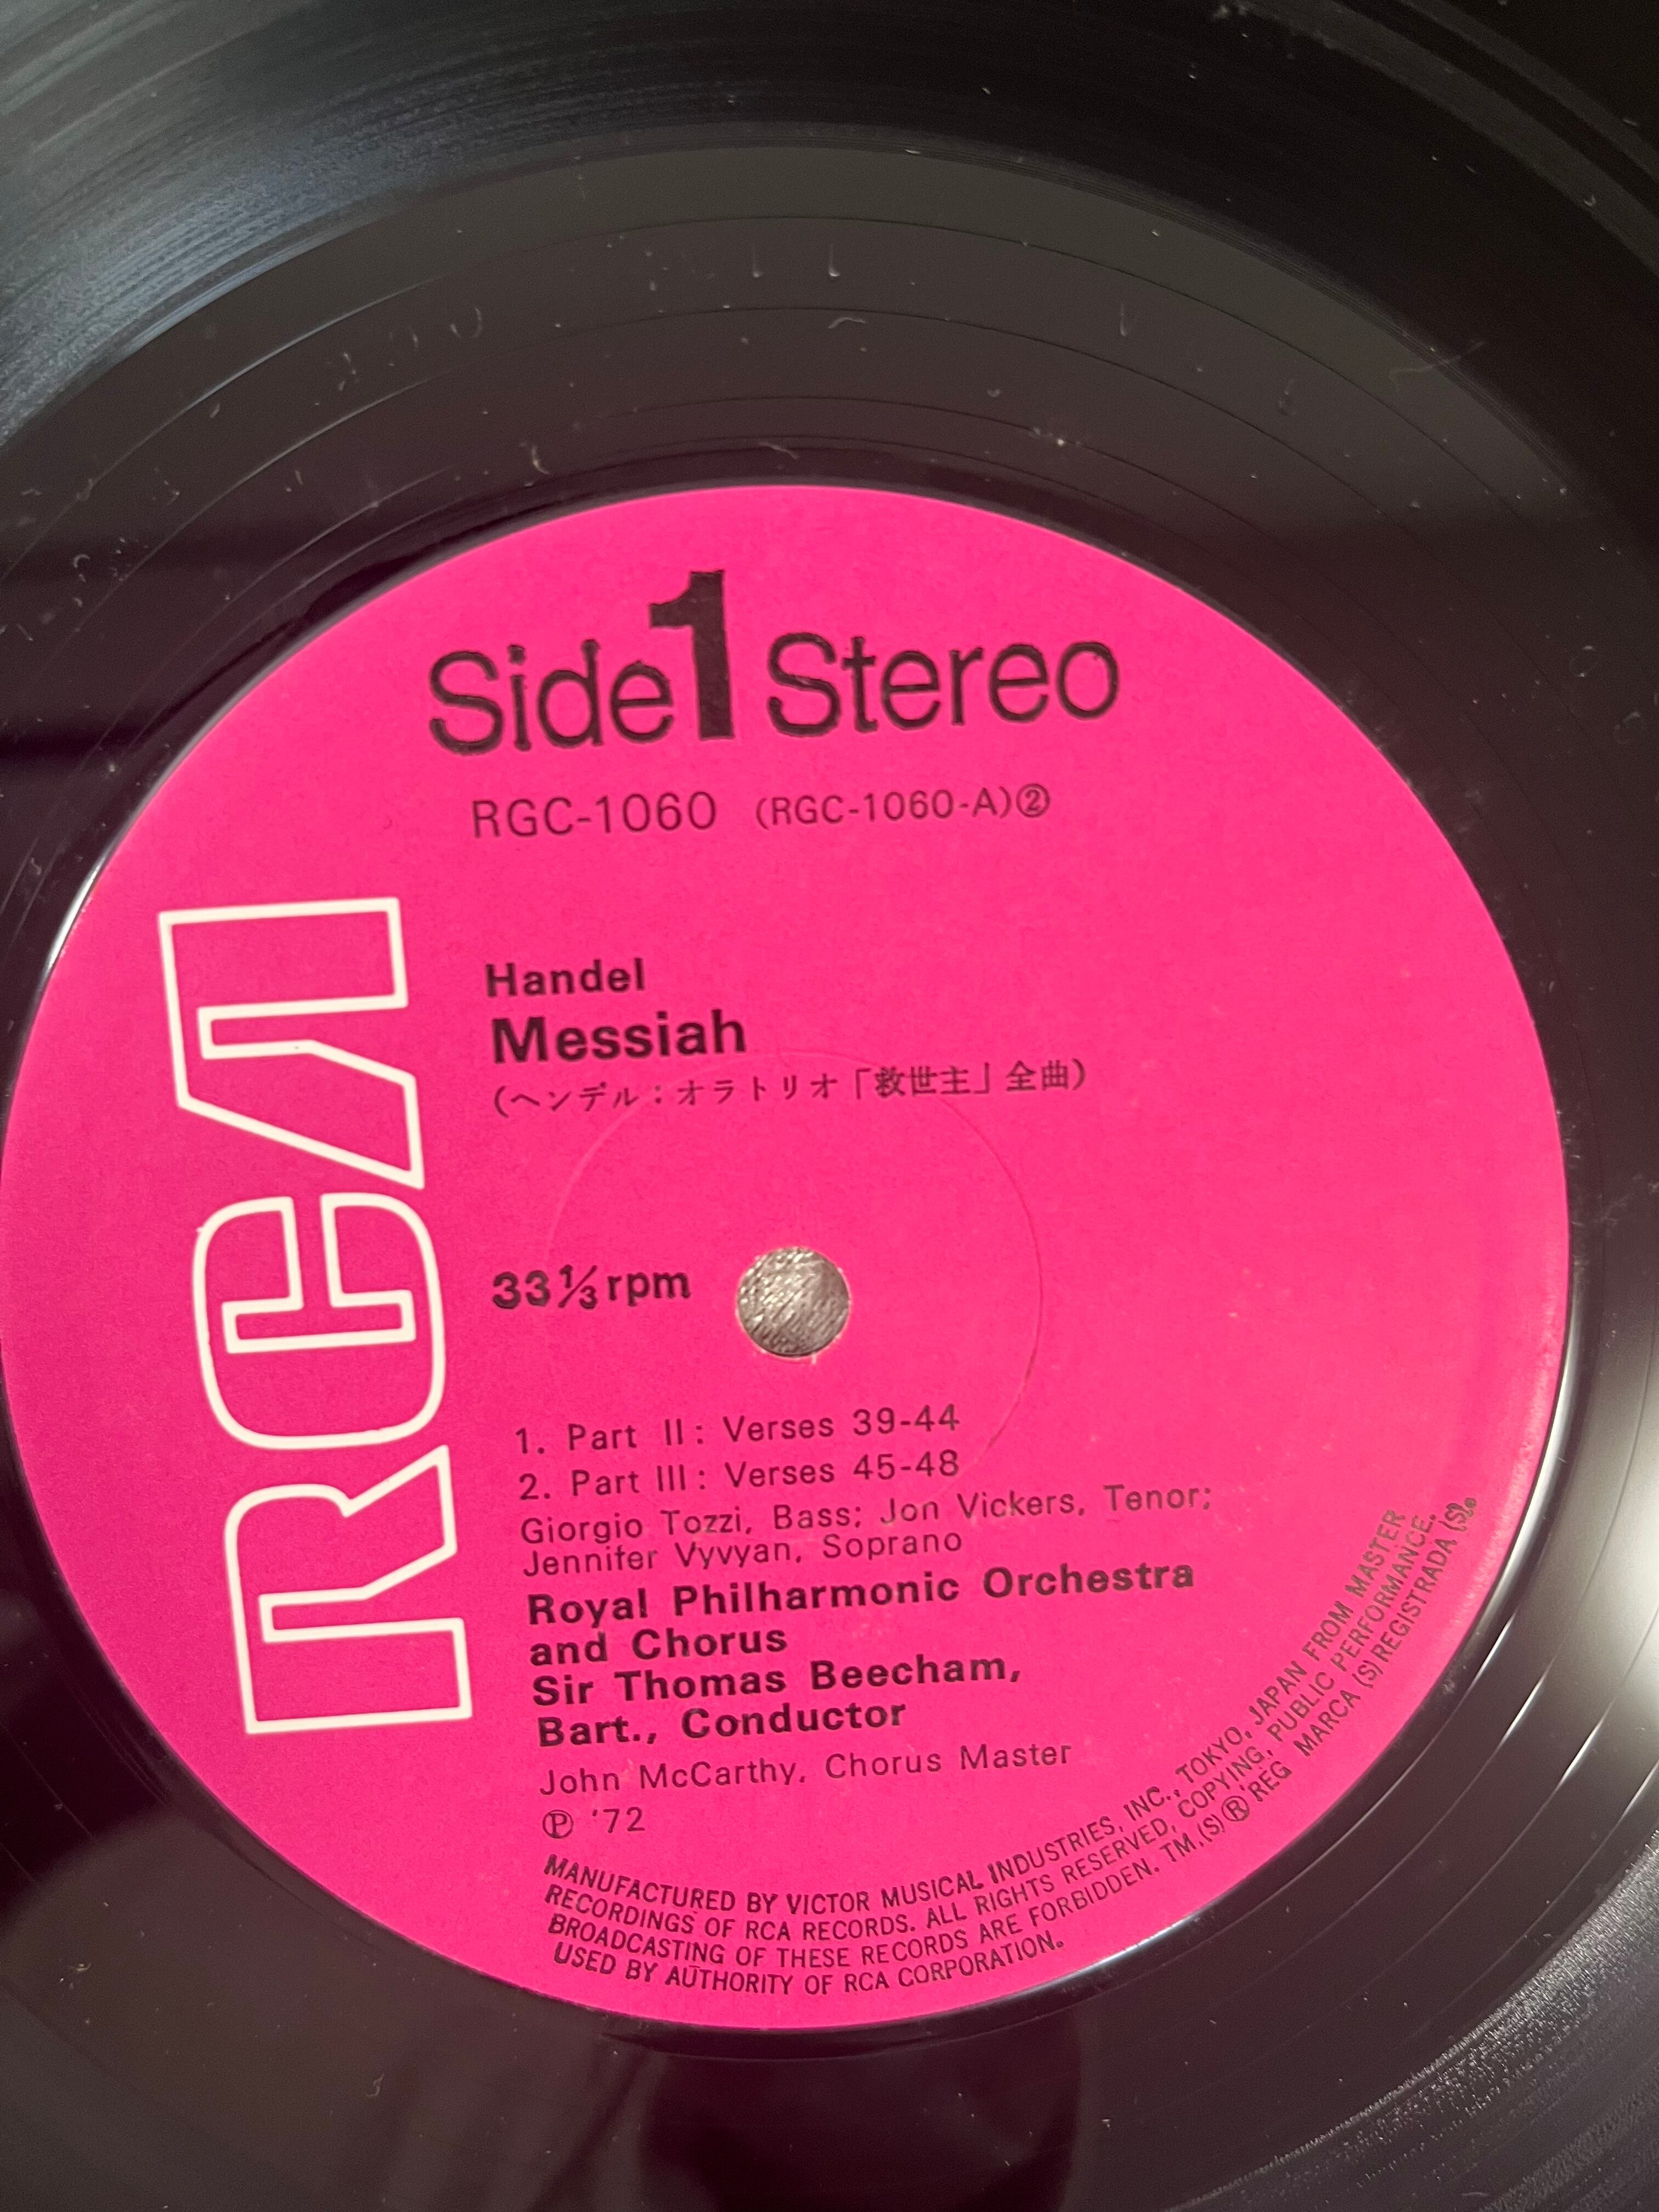 Side 1 Stereo
RGC-1060 (RGC-1060-A)②
RCA
Handel
Messiah
(ヘンデル：オラトリオ「救世主」全曲)
33⅓ rpm
1. Part II: Verses 39-44
2. Part III: Verses 45-48
Giorgio Tozzi, Bass; Jon Vickers, Tenor;
Jennifer Vyvyan, Soprano
Royal Philharmonic Orchestra
and Chorus
Sir Thomas Beecham,
Bart., Conductor
John McCarthy, Chorus Master
Ⓟ '72
MANUFACTURED BY VICTOR MUSICAL INDUSTRIES, INC., TOKYO, JAPAN FROM MASTER
RECORDINGS OF RCA RECORDS. ALL RIGHTS RESERVED, COPYING, PUBLIC PERFORMANCE.
BROADCASTING OF THESE RECORDS ARE FORBIDDEN. TM.(S)® REG MARCA (S) REGISTRADA (S).
USED BY AUTHORITY OF RCA CORPORATION.